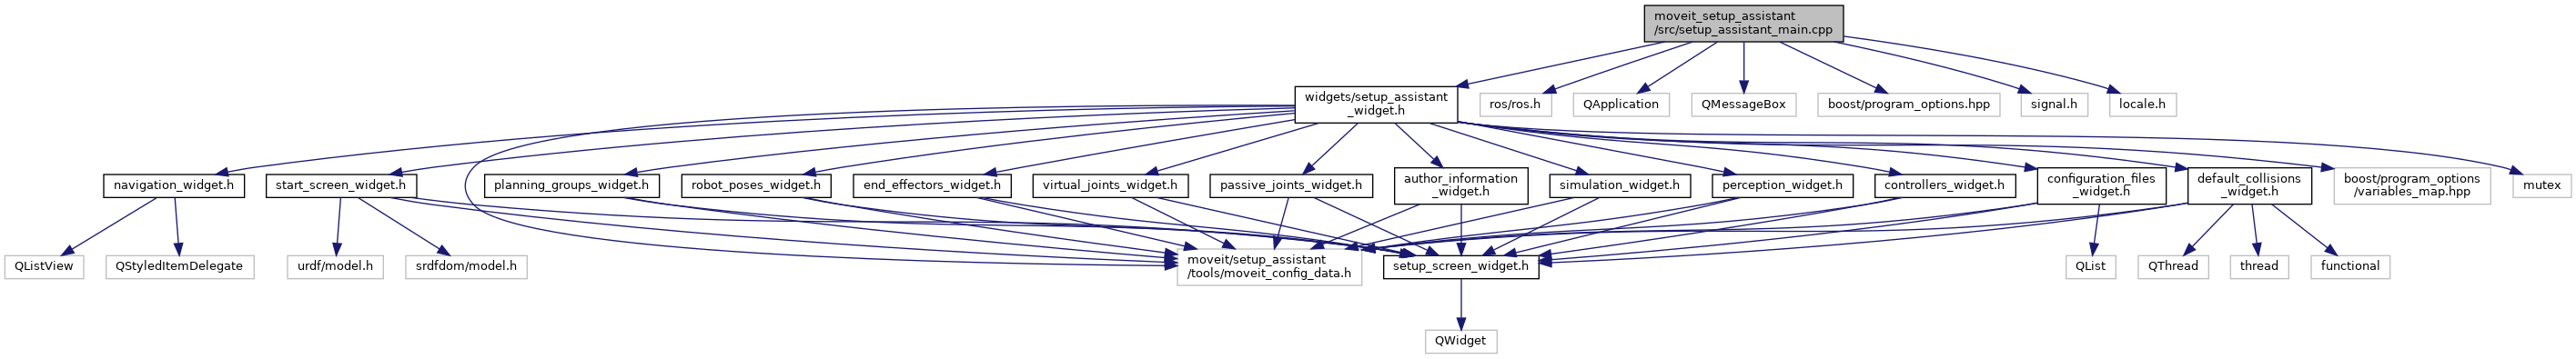 moveit_setup_assistant
/src/setup_assistant_main.cpp
widgets/setup_assistant
_widget.h
ros/ros.h
QApplication
QMessageBox
boost/program_options.hpp
signal.h
locale.h
navigation_widget.h
start_screen_widget.h
planning_groups_widget.h
robot_poses_widget.h
end_effectors_widget.h
virtual_joints_widget.h
passive_joints_widget.h
author_information
_widget.h
simulation_widget.h
perception_widget.h
controllers_widget.h
configuration_files
_widget.h
default_collisions
_widget.h
boost/program_options
/variables_map.hpp
mutex
QListView
QStyledItemDelegate
urdf/model.h
srdfdom/model.h
moveit/setup_assistant
/tools/moveit_config_data.h
setup_screen_widget.h
QList
QThread
thread
functional
QWidget